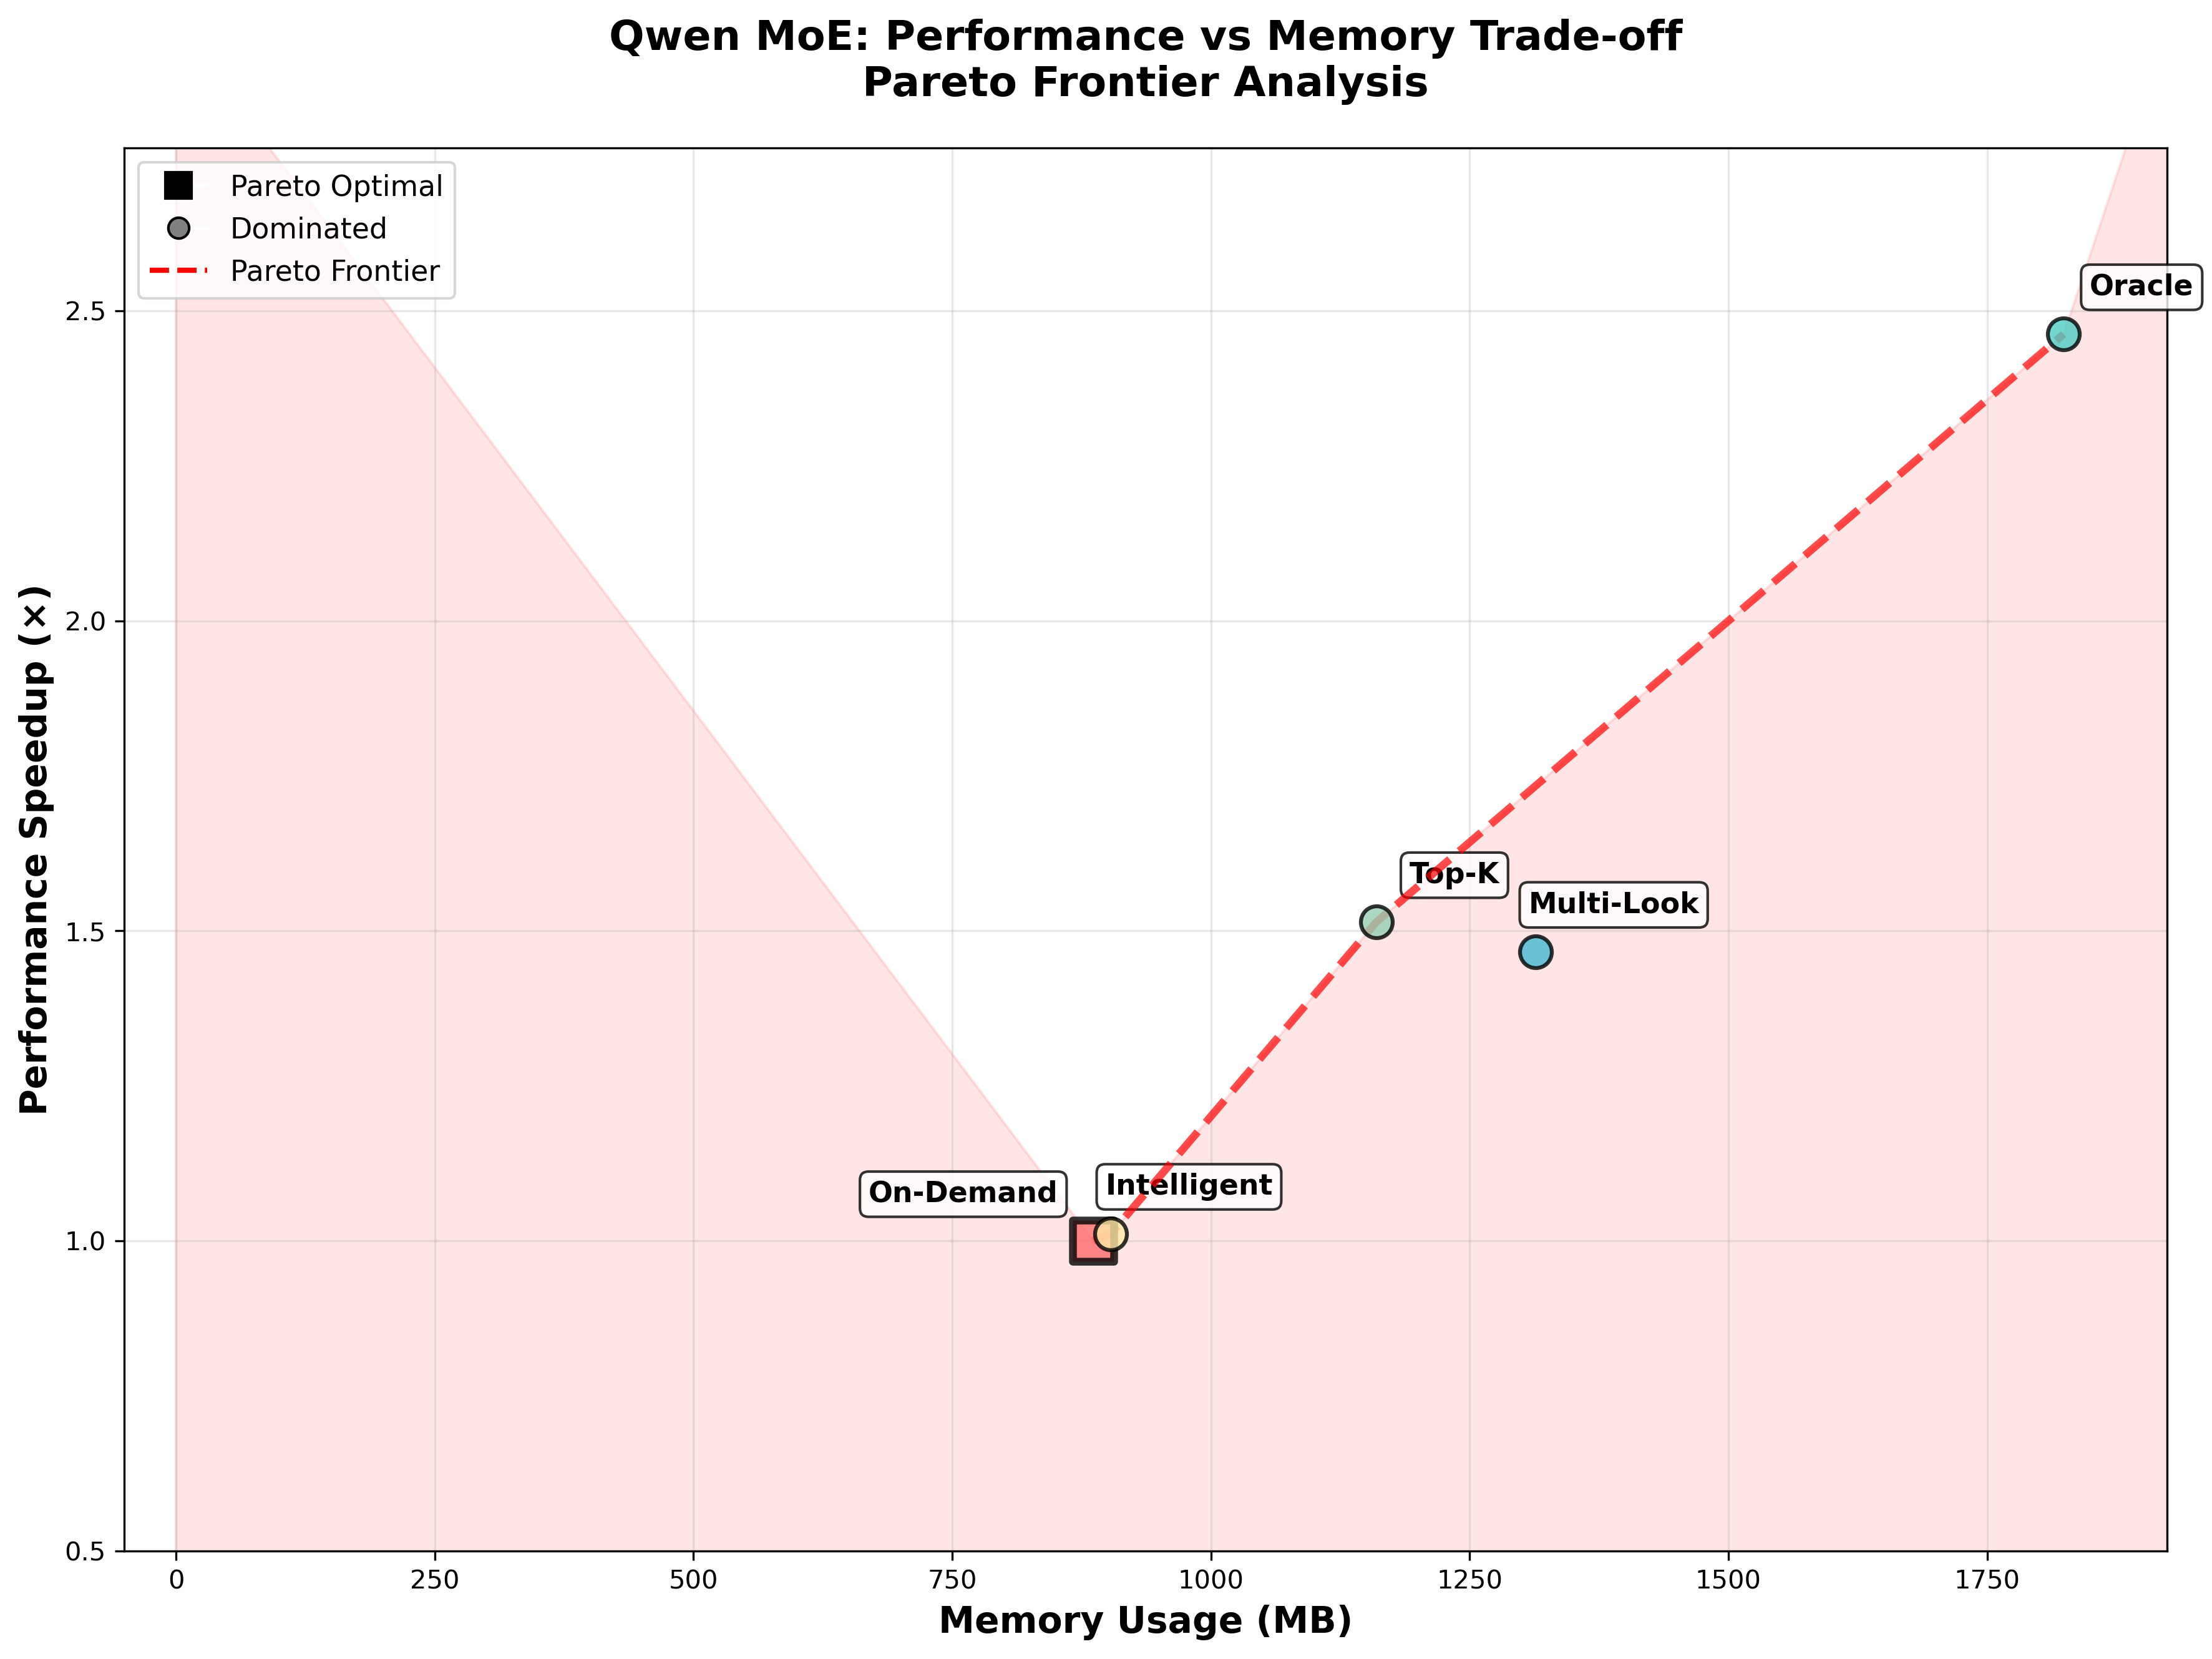 Qwen MoE: Performance vs Memory Trade-off
Pareto Frontier Analysis
Pareto Optimal
Dominated
Pareto Frontier
Oracle
Top-K
Multi-Look
On-Demand
Intelligent
Performance Speedup (×)
2.5
2.0
1.5
1.0
0.5
0 250 500 750 1000 1250 1500 1750
Memory Usage (MB)